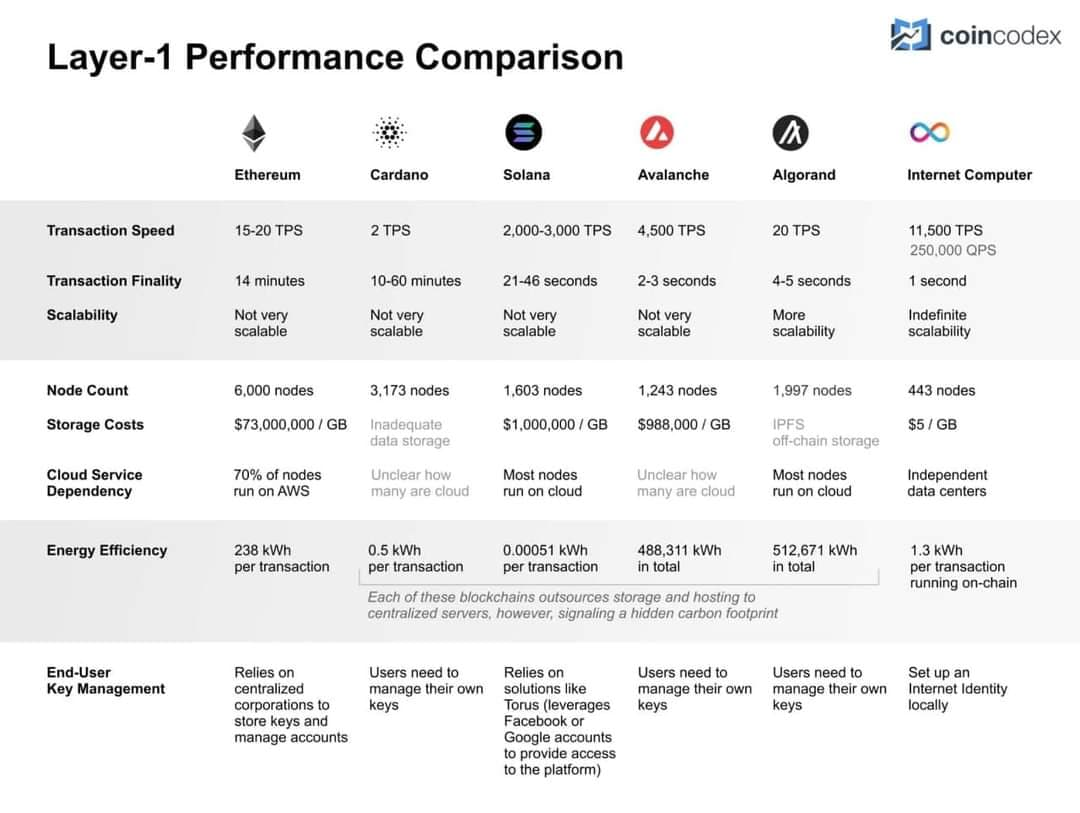 coincodex
Layer-1 Performance Comparison
Ethereum Cardano Solana Avalanche Algorand Internet Computer
Transaction Speed 15-20 TPS 2 TPS 2,000-3,000 TPS 4,500 TPS 20 TPS 11,500 TPS
250,000 QPS
Transaction Finality 14 minutes 10-60 minutes 21-46 seconds 2-3 seconds 4-5 seconds 1 second
Scalability Not very Not very Not very Not very More Indefinite
scalable scalable scalable scalable scalability scalability
Node Count 6,000 nodes 3,173 nodes 1,603 nodes 1,243 nodes 1,997 nodes 443 nodes
Storage Costs $73,000,000 / GB Inadequate $1,000,000 / GB $988,000 / GB IPFS $5 / GB
data storage off-chain storage
Cloud Service 70% of nodes Unclear how Most nodes Unclear how Most nodes Independent
Dependency run on AWS many are cloud run on cloud many are cloud run on cloud data centers
Energy Efficiency 238 kWh 0.5 kWh 0.00051 kWh 488,311 kWh 512,671 kWh 1.3 kWh
per transaction per transaction per transaction in total in total per transaction
running on-chain
Each of these blockchains outsources storage and hosting to
centralized servers, however, signaling a hidden carbon footprint
End-User Relies on Users need to Relies on Users need to Users need to Set up an
Key Management centralized manage their own solutions like manage their own manage their own Internet Identity
corporations to keys Torus (leverages keys keys locally
store keys and Facebook or
manage accounts Google accounts
to provide access
to the platform)